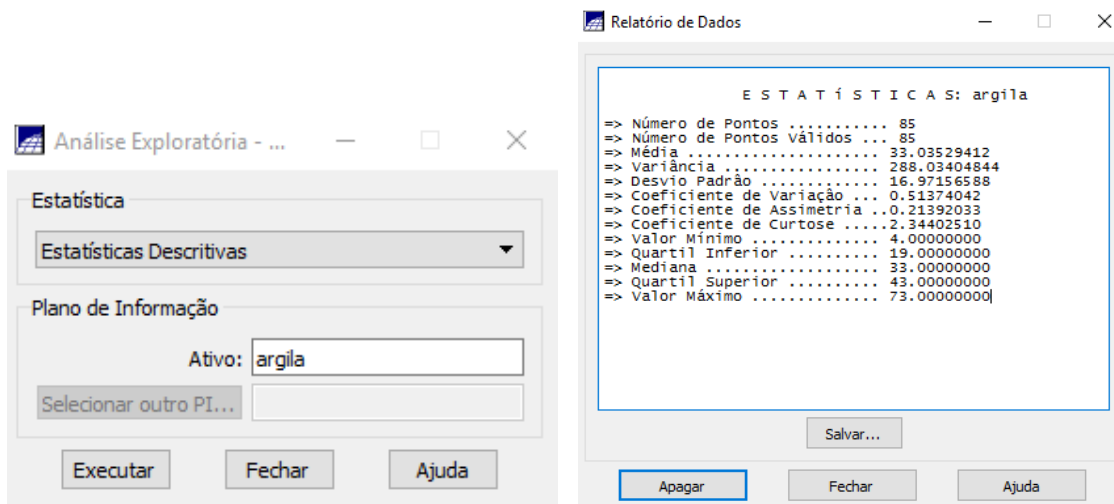 Análise Exploratória - ...
Estatística
Estatísticas Descritivas
Plano de Informação
Ativo: argila
Selecionar outro PI...
Executar Fechar Ajuda
Relatório de Dados
E S T A T í S T I C A S: argila
=> Número de Pontos ........... 85
=> Número de Pontos Válidos ... 85
=> Média ..................... 33.03529412
=> Variância ................. 288.03404844
=> Desvio Padrão ............. 16.97156588
=> Coeficiente de Variação ... 0.51374042
=> Coeficiente de Assimetria ..0.21392033
=> Coeficiente de Curtose .....2.34402510
=> Valor Mínimo .............. 4.00000000
=> Quartil Inferior .......... 19.00000000
=> Mediana ................... 33.00000000
=> Quartil Superior .......... 43.00000000
=> Valor Máximo .............. 73.00000000
Salvar...
Apagar Fechar Ajuda